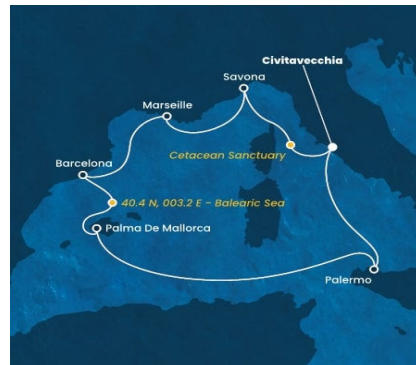 Civitavecchia
Savona
Marseille
Cetacean Sanctuary
Barcelona
40.4 N, 003.2 E - Balearic Sea
Palma De Mallorca
Palermo